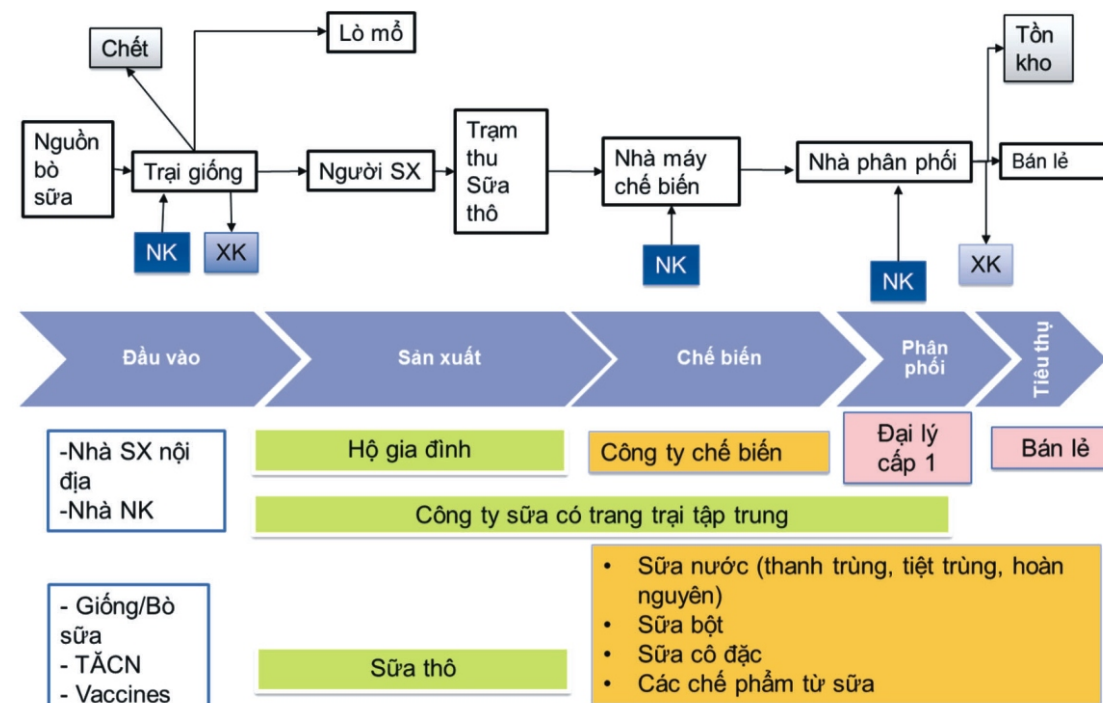 Chết
Lò mổ
Tồn
kho
Nguồn
bò
sữa
Trại giống
Người SX
Trạm
thu
Sữa
thô
Nhà máy
chế biến
Nhà phân phối
Bán lẻ
NK
XK
NK
NK
XK
Đầu vào
Sản xuất
Chế biến
Phân
phối
Tiêu thụ
-Nhà SX nội
địa
-Nhà NK
Hộ gia đình
Công ty chế biến
Đại lý
cấp 1
Bán lẻ
Công ty sữa có trang trại tập trung
- Giống/Bò
sữa
- TĂCN
- Vaccines
Sữa thô
• Sữa nước (thanh trùng, tiệt trùng, hoàn
nguyên)
• Sữa bột
• Sữa cô đặc
• Các chế phẩm từ sữa